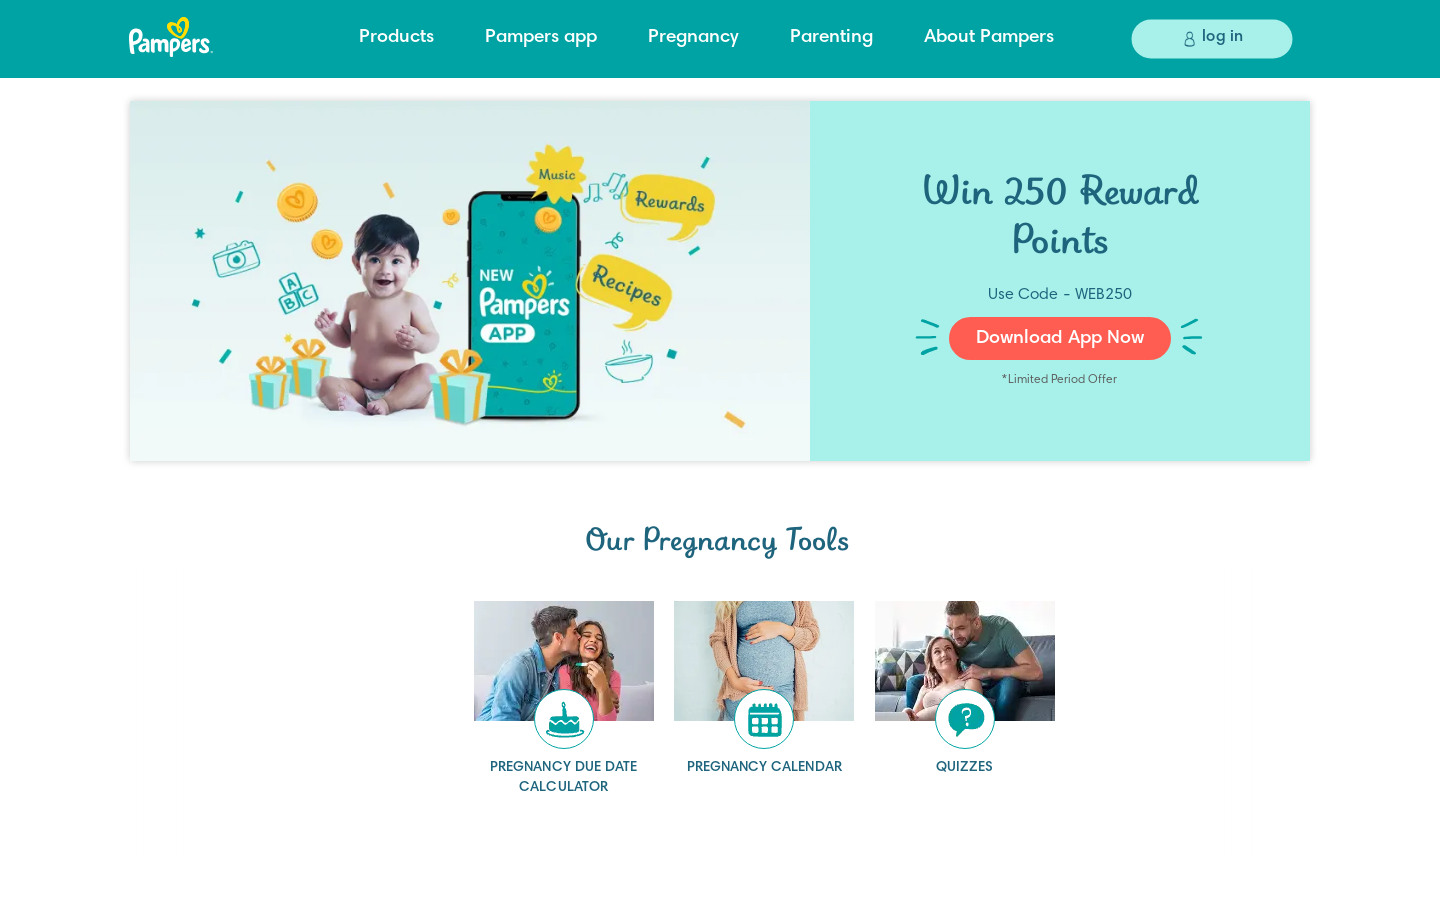 Pampers
Products
Pampers app
Pregnancy
Parenting
About Pampers
log in
Music
Rewards
Recipes
A
B
C
NEW
Pampers
APP
Win 250 Reward
Points
Use Code - WEB250
Download App Now
*Limited Period Offer
Our Pregnancy Tools
PREGNANCY DUE DATE
CALCULATOR
PREGNANCY CALENDAR
?
QUIZZES